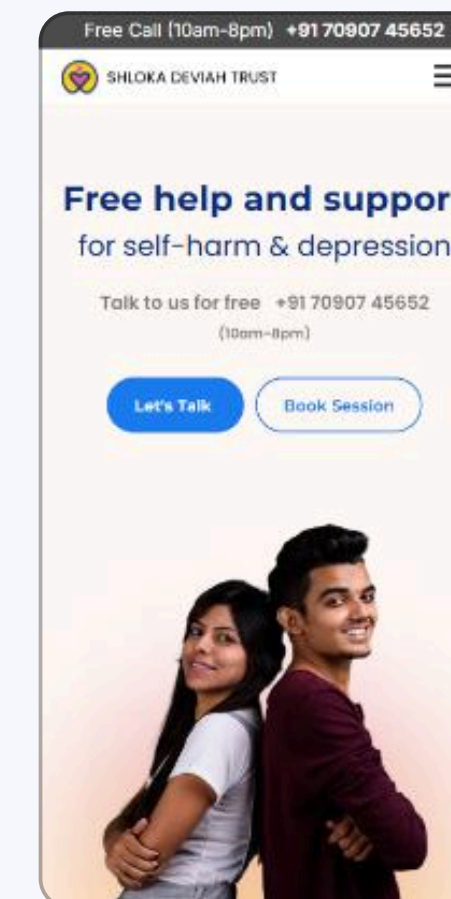 Free Call (10am-8pm) +91 70907 45652
SHLOKA DEVIAH TRUST
Free help and suppor
for self-harm & depression
Talk to us for free +91 70907 45652
(10am-8pm)
Let's Talk
Book Session